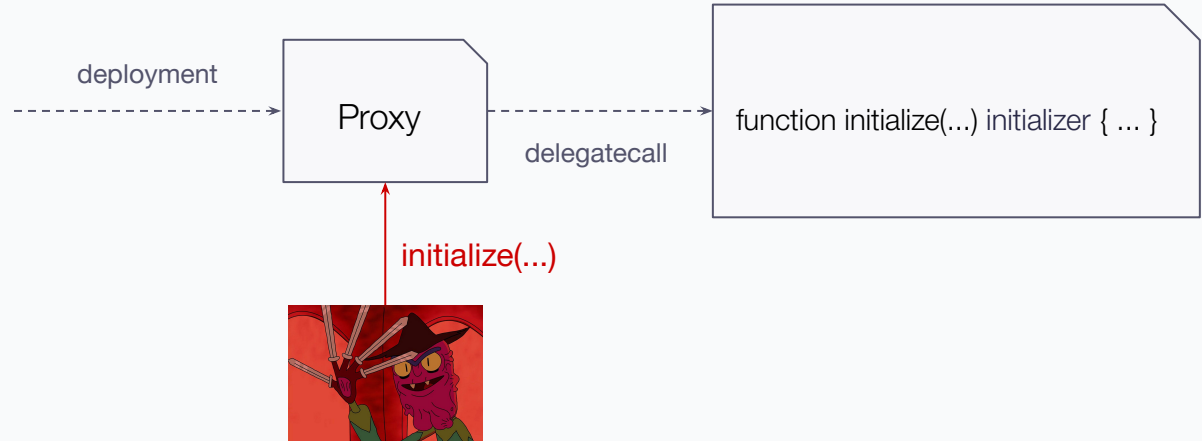 deployment
Proxy
delegatecall
function initialize(...) initializer { ... }
initialize(...)